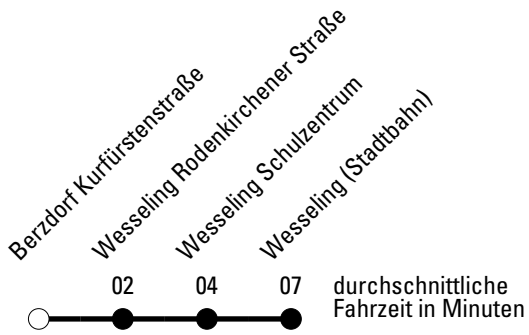 Berzdorf Kurfürstenstraße
Wesseling Rodenkirchener Straße
Wesseling Schulzentrum
Wesseling (Stadtbahn)
02 04 07 durchschnittliche
Fahrzeit in Minuten